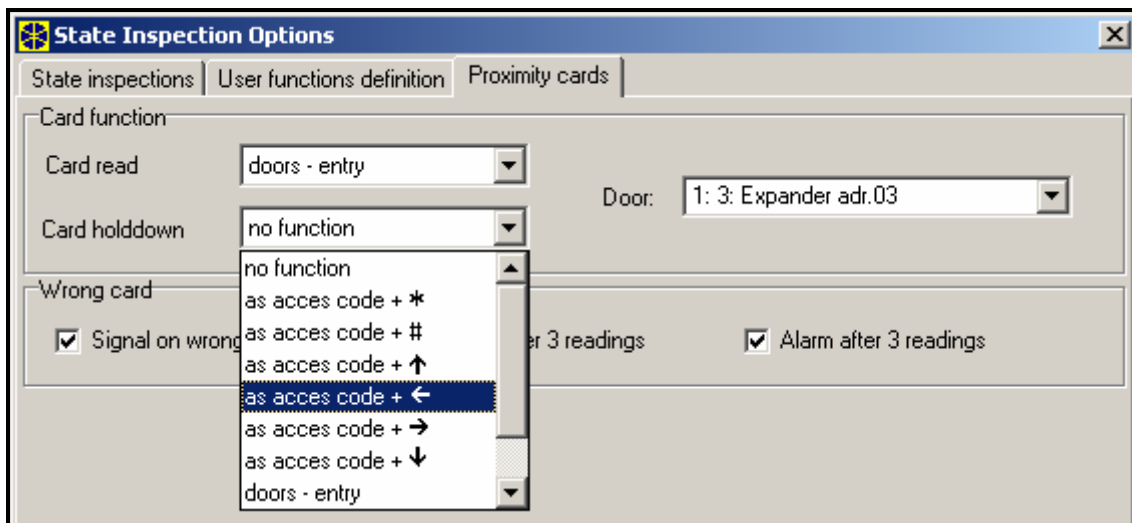 State Inspection Options
State inspections User functions definition Proximity cards
Card function
Card read doors - entry
Door: 1: 3: Expander adr.03
Card holddown no function
no function
as acces code + *
as acces code + #
as acces code + ↑
as acces code + ←
as acces code + →
as acces code + ↓
doors - entry
Wrong card
Signal on wrong
3 readings
Alarm after 3 readings